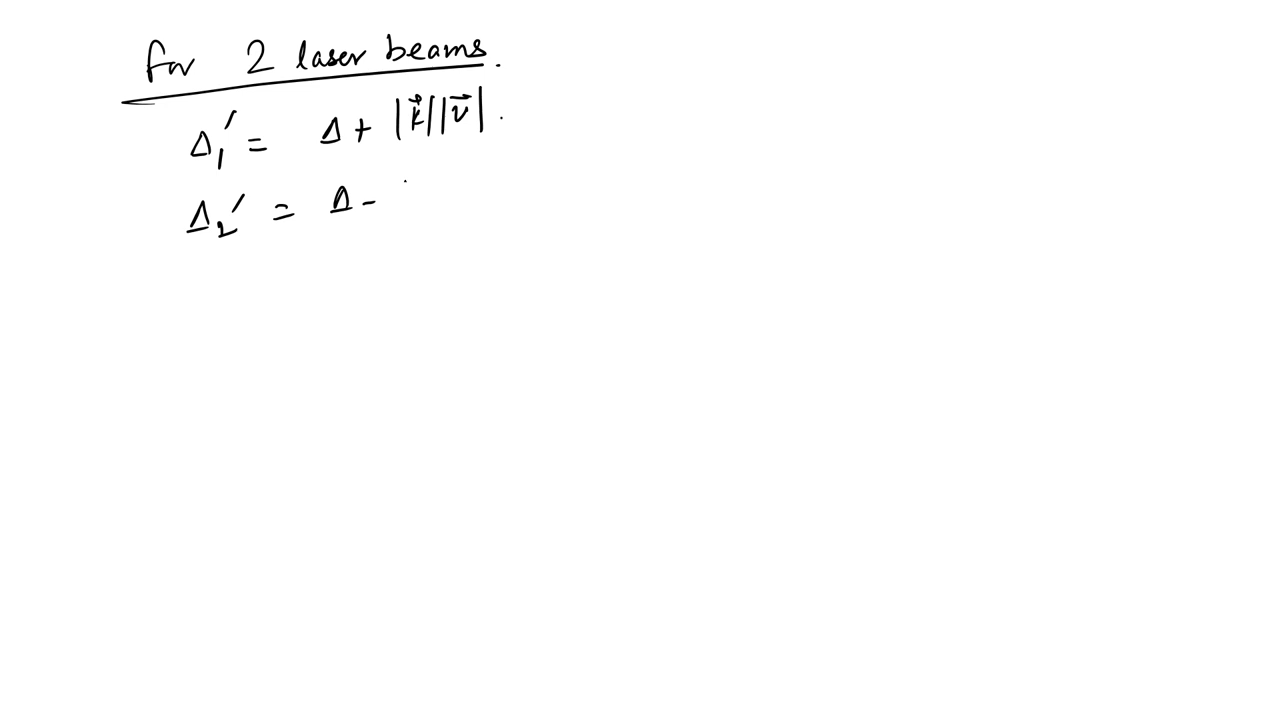 for 2 laser beams.
Δ₁′ = Δ + |k⃗||v⃗|.
Δ₂′ = Δ -